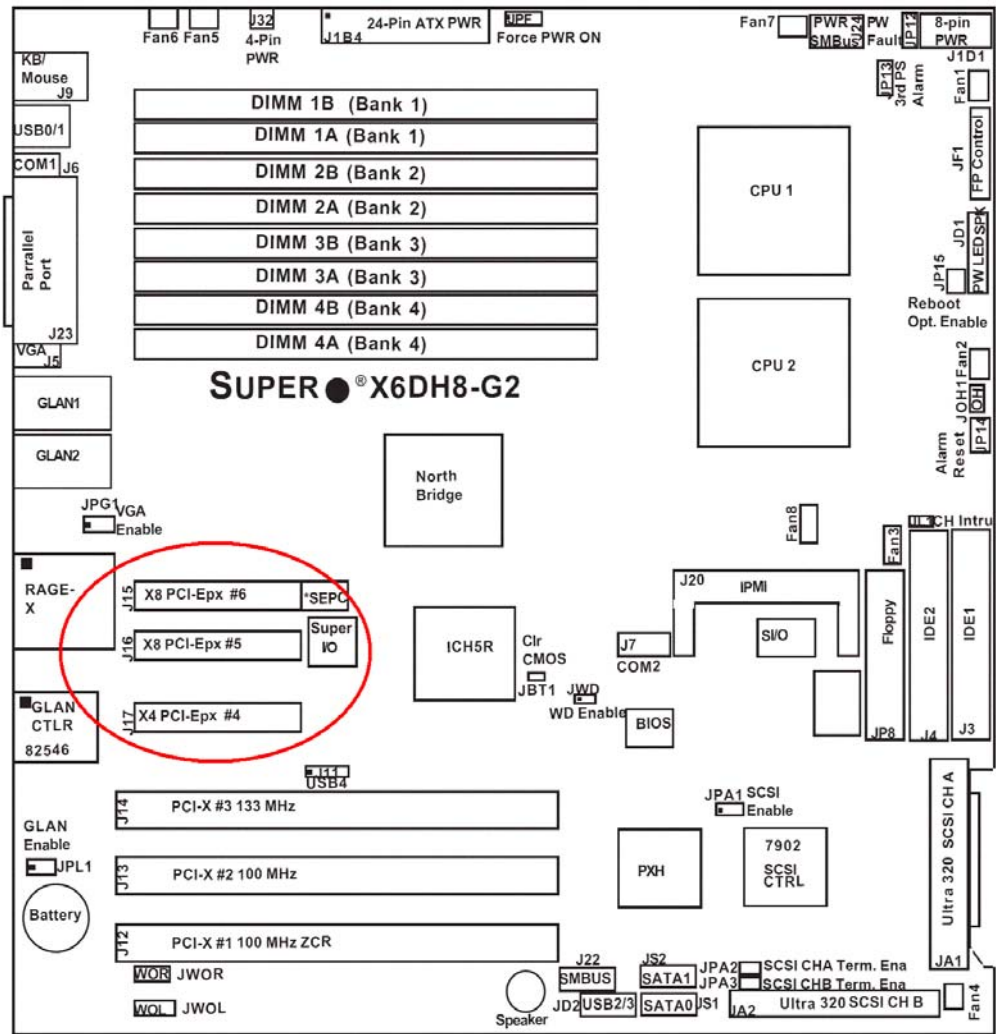 Fan6 Fan5
J32
4-Pin
PWR
24-Pin ATX PWR
J1B4
JPF
Force PWR ON
Fan7
PWR
SMBus
J24
PW
Fault
JP12
8-pin
PWR
J1D1
JP13
3rd PS
Alarm
Fan1
KB/
Mouse
J9
USB0/1
COM1
J6
Parrallel
Port
J23
VGA
J5
GLAN1
GLAN2
DIMM 1B (Bank 1)
DIMM 1A (Bank 1)
DIMM 2B (Bank 2)
DIMM 2A (Bank 2)
DIMM 3B (Bank 3)
DIMM 3A (Bank 3)
DIMM 4B (Bank 4)
DIMM 4A (Bank 4)
SUPER ● ® X6DH8-G2
CPU 1
CPU 2
JF1
FP Control
JD1
PW LED SPK
JP15
Reboot
Opt. Enable
Fan2
JOH1
OH
JP14
Alarm
Reset
North
Bridge
JPG1
VGA
Enable
RAGE-
X
J15
X8 PCI-Epx #6
*SEPC
J16
X8 PCI-Epx #5
Super
I/O
J17
X4 PCI-Epx #4
GLAN
CTLR
82546
ICH5R
Clr
CMOS
JBT1
JWD
WD Enable
BIOS
Fan8
J20
IPMI
SI/O
J7
COM2
Fan3
JL1
CH Intru
Floppy
JP8
IDE2
J4
IDE1
J3
J11
USB4
J14
PCI-X #3 133 MHz
J13
PCI-X #2 100 MHz
J12
PCI-X #1 100 MHz ZCR
GLAN
Enable
JPL1
Battery
WOR JWOR
WOL JWOL
JPA1
SCSI
Enable
PXH
7902
SCSI
CTRL
Ultra 320 SCSI CH A
JA1
Speaker
J22
SMBUS
JD2
USB2/3
JS2
SATA1
SATA0
JS1
JPA2
SCSI CHA Term. Ena
JPA3
SCSI CHB Term. Ena
JA2
Ultra 320 SCSI CH B
Fan4